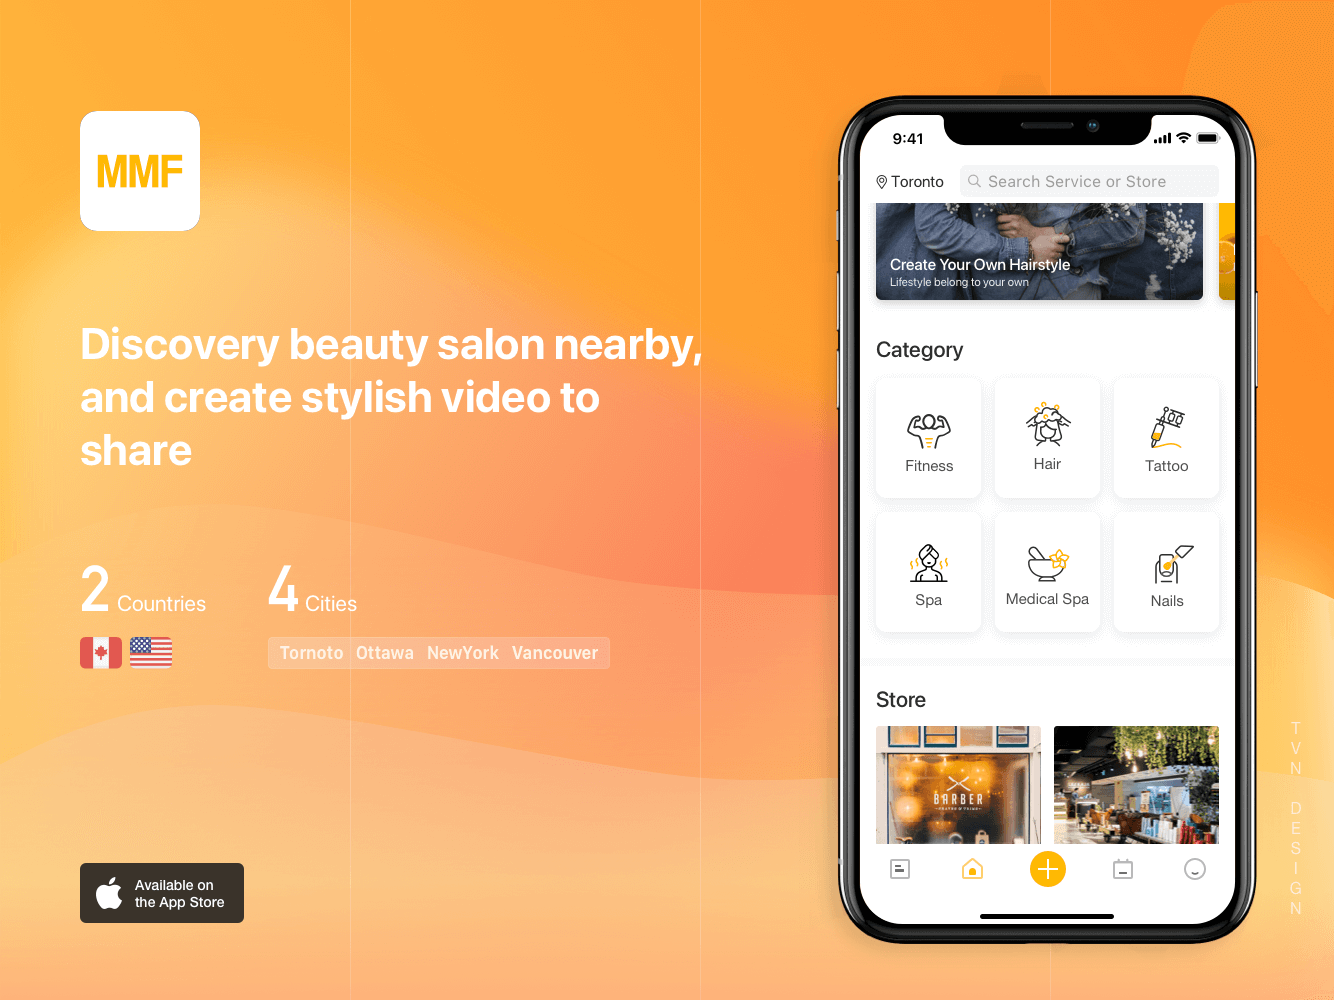 MMF
Discovery beauty salon nearby,
and create stylish video to
share
2 Countries
4 Cities
Tornoto Ottawa NewYork Vancouver
Available on
the App Store
9:41
Toronto
Search Service or Store
Create Your Own Hairstyle
Lifestyle belong to your own
Category
Fitness
Hair
Tattoo
Spa
Medical Spa
Nails
Store
BARBER
TVN DESIGN